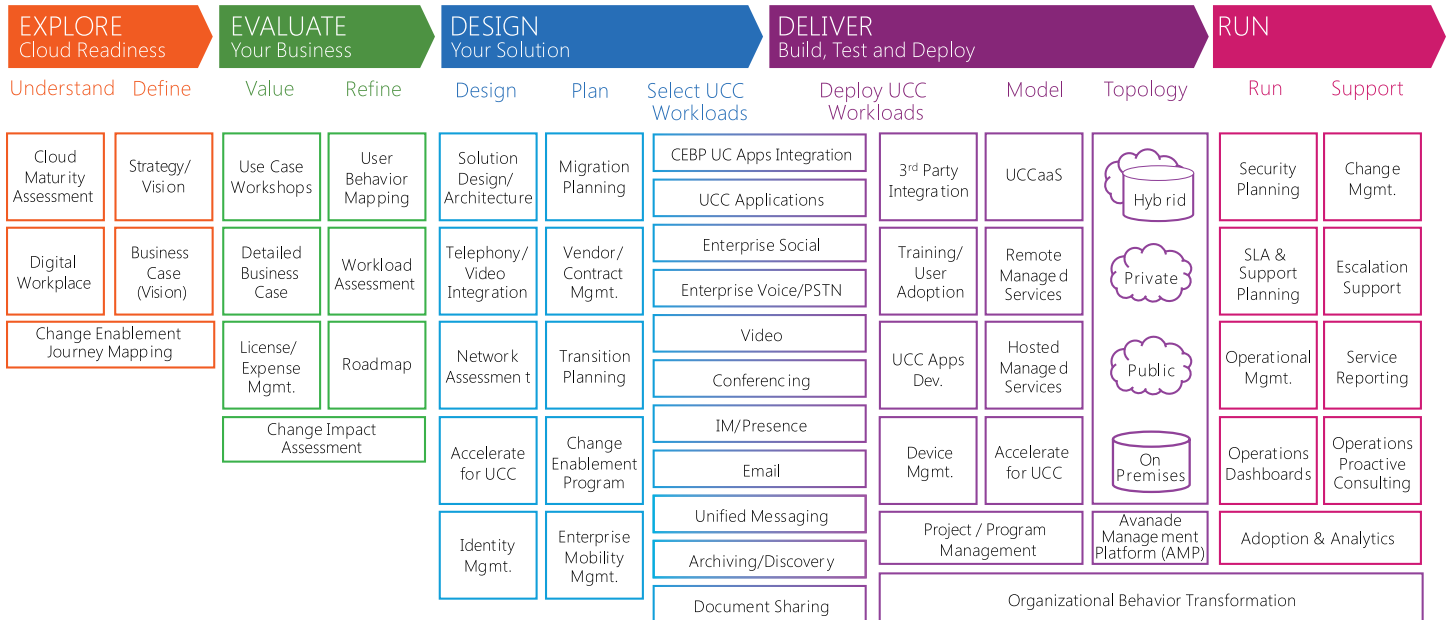 EXPLORE
Cloud Readiness
EVALUATE
Your Business
DESIGN
Your Solution
DELIVER
Build, Test and Deploy
RUN
Understand
Define
Value
Refine
Design
Plan
Select UCC
Workloads
Deploy UCC
Workloads
Model
Topology
Run
Support
Cloud
Maturity
Assessment
Strategy/
Vision
Digital
Workplace
Business
Case
(Vision)
Change Enablement
Journey Mapping
Use Case
Workshops
User
Behavior
Mapping
Detailed
Business
Case
Workload
Assessment
License/
Expense
Mgmt.
Roadmap
Change Impact
Assessment
Solution
Design/
Architecture
Migration
Planning
Telephony/
Video
Integration
Vendor/
Contract
Mgmt.
Network
Assessment
Transition
Planning
Accelerate
for UCC
Change
Enablement
Program
Identity
Mgmt.
Enterprise
Mobility
Mgmt.
CEBP UC Apps Integration
UCC Applications
Enterprise Social
Enterprise Voice/PSTN
Video
Conferencing
IM/Presence
Email
Unified Messaging
Archiving/Discovery
Document Sharing
3rd Party
Integration
UCCaaS
Training/
User
Adoption
Remote
Managed
Services
UCC Apps
Dev.
Hosted
Managed
Services
Device
Mgmt.
Accelerate
for UCC
Project / Program
Management
Hybrid
Private
Public
On
Premises
Avanade
Management
Platform (AMP)
Security
Planning
Change
Mgmt.
SLA &
Support
Planning
Escalation
Support
Operational
Mgmt.
Service
Reporting
Operations
Dashboards
Operations
Proactive
Consulting
Adoption & Analytics
Organizational Behavior Transformation